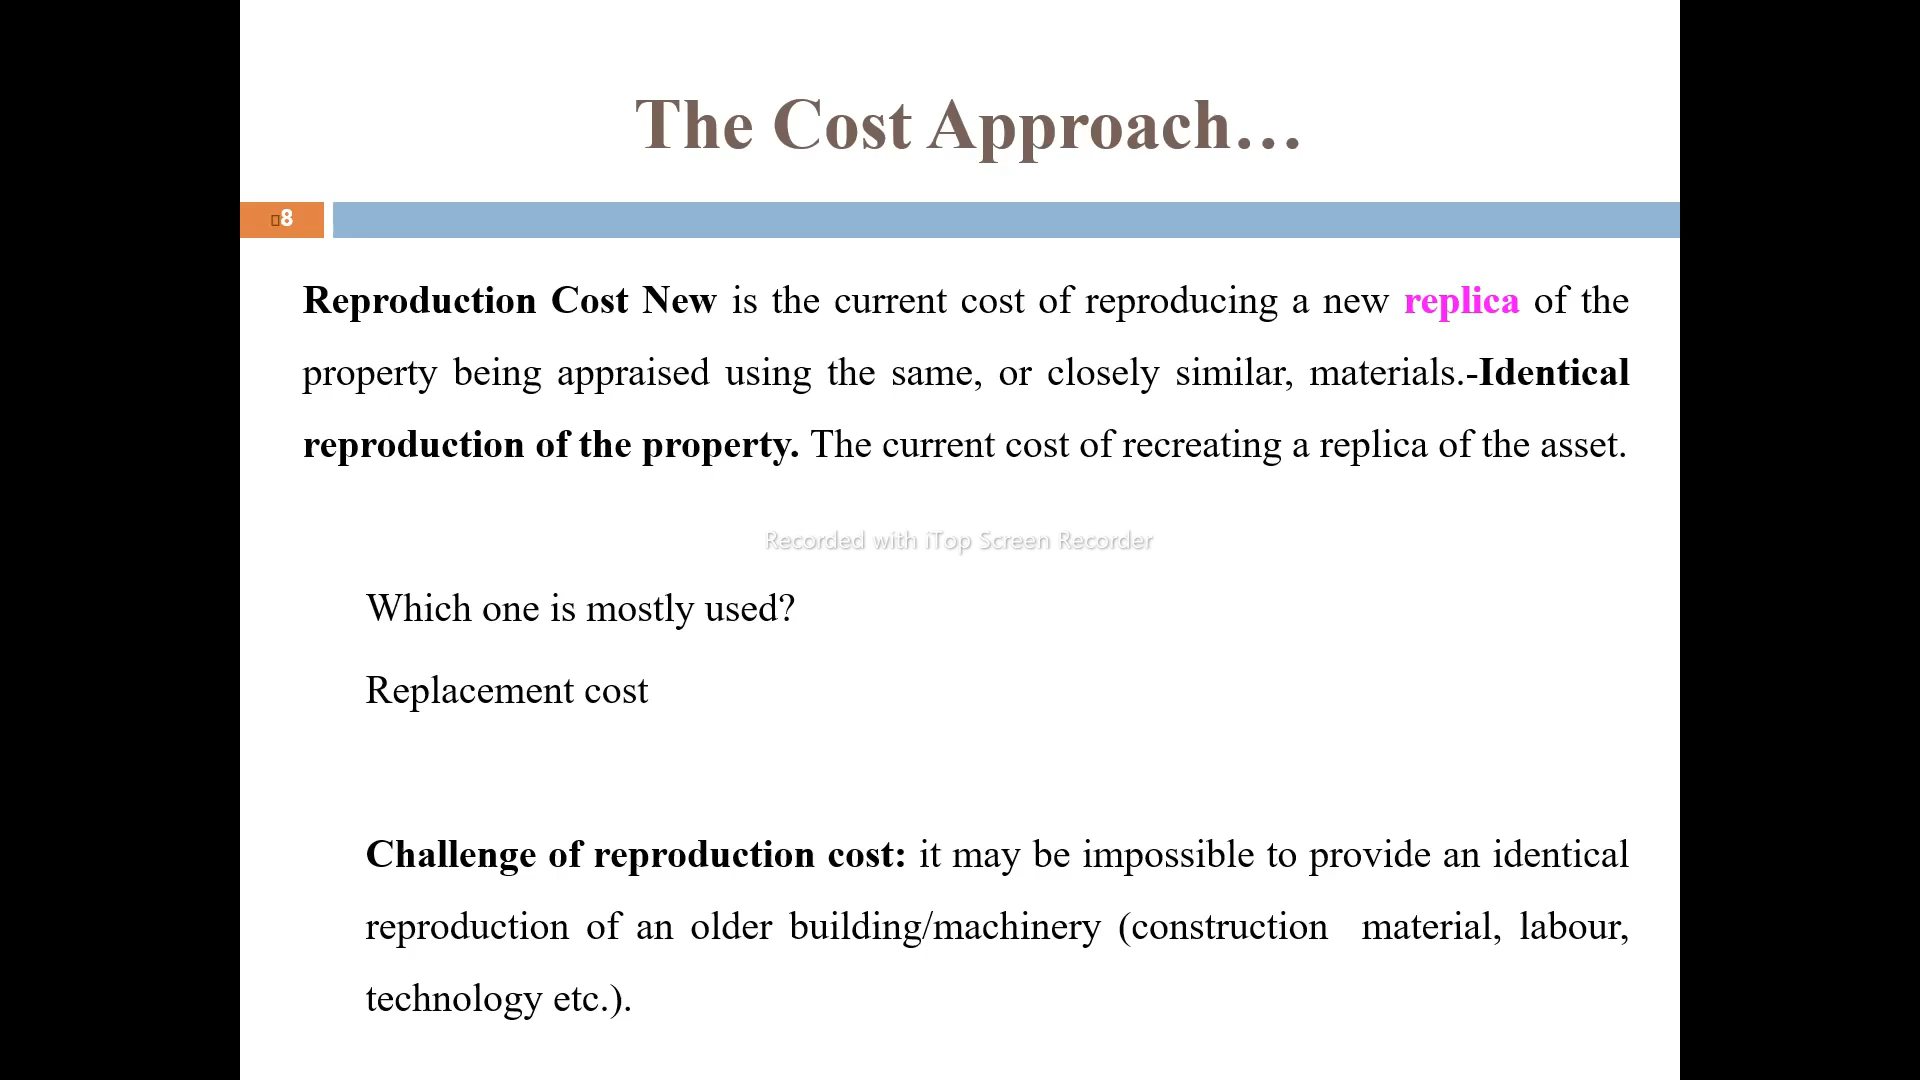 The Cost Approach…
8
Reproduction Cost New is the current cost of reproducing a new replica of the
property being appraised using the same, or closely similar, materials.-Identical
reproduction of the property. The current cost of recreating a replica of the asset.
Recorded with iTop Screen Recorder
Which one is mostly used?
Replacement cost
Challenge of reproduction cost: it may be impossible to provide an identical
reproduction of an older building/machinery (construction material, labour,
technology etc.).